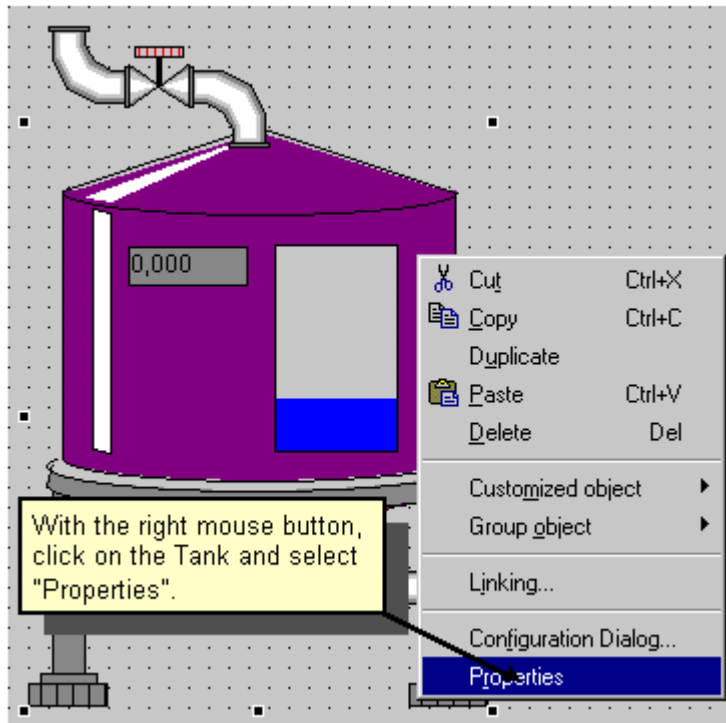 0,000
Cut Ctrl+X
Copy Ctrl+C
Duplicate
Paste Ctrl+V
Delete Del
Customized object
Group object
Linking...
Configuration Dialog...
Properties
With the right mouse button,
click on the Tank and select
"Properties".